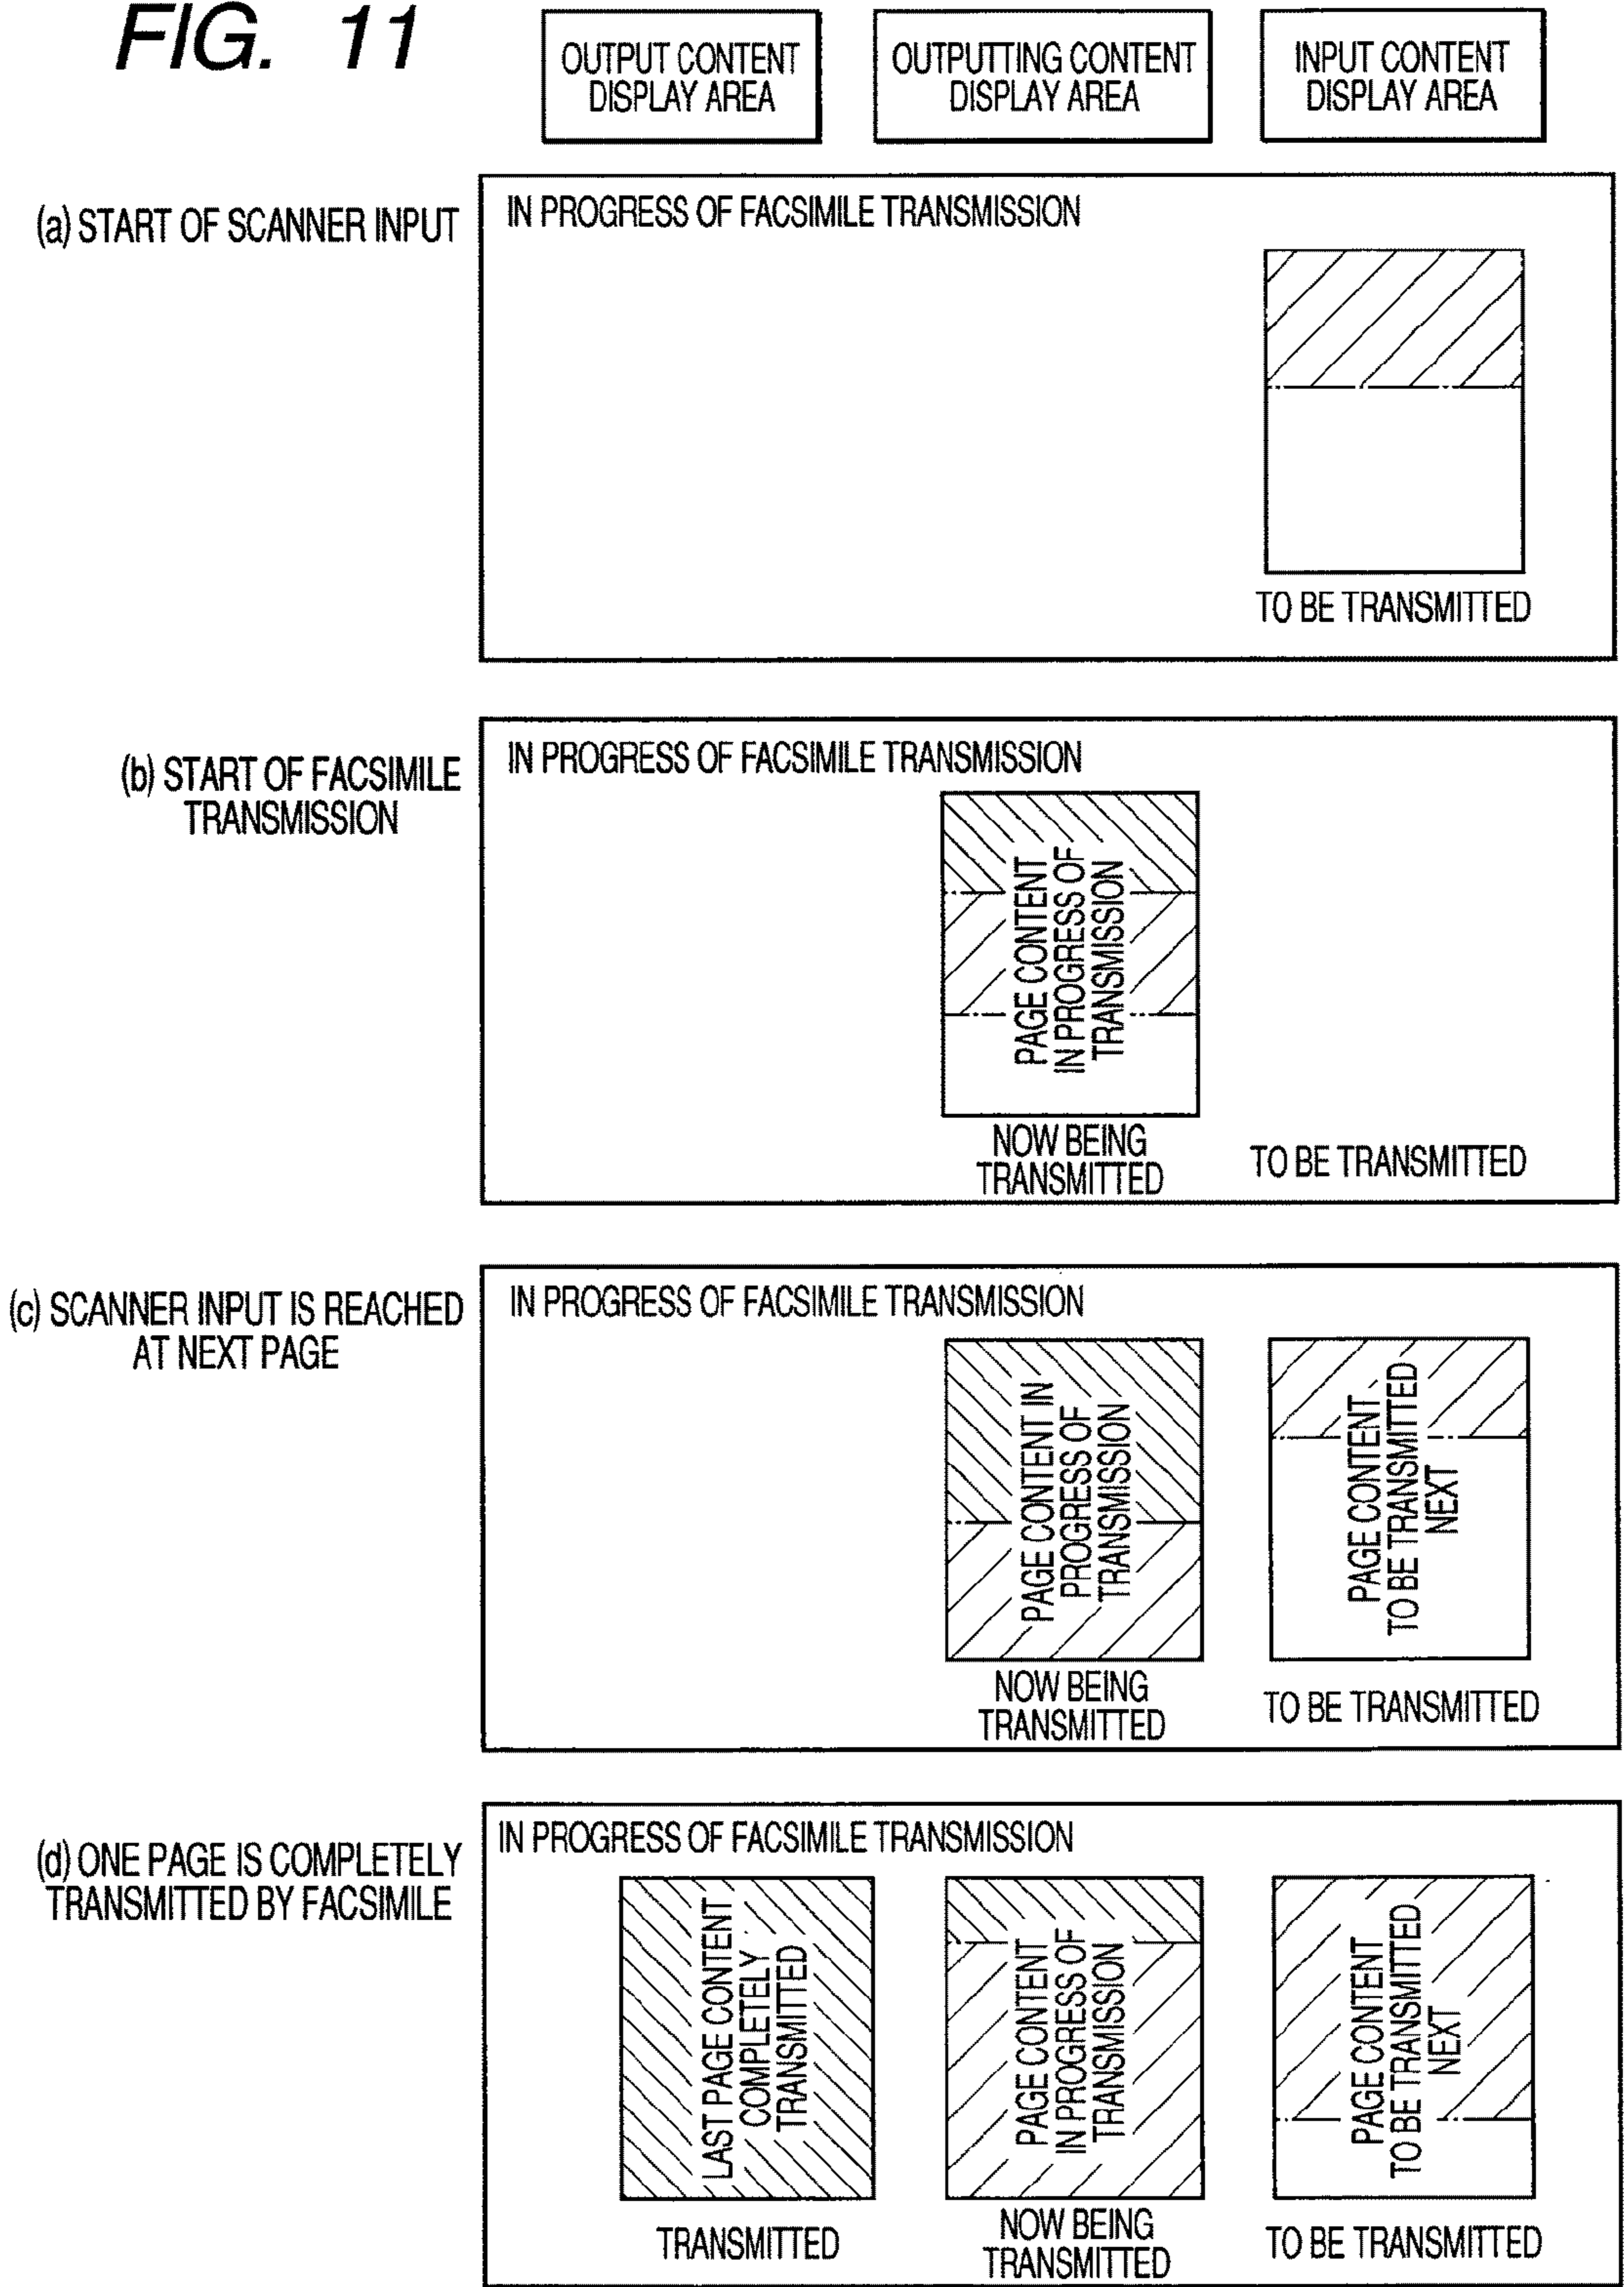 FIG. 11
OUTPUT CONTENT
DISPLAY AREA
OUTPUTTING CONTENT
DISPLAY AREA
INPUT CONTENT
DISPLAY AREA
(a) START OF SCANNER INPUT
IN PROGRESS OF FACSIMILE TRANSMISSION
TO BE TRANSMITTED
(b) START OF FACSIMILE
TRANSMISSION
IN PROGRESS OF FACSIMILE TRANSMISSION
PAGE CONTENT
IN PROGRESS OF
TRANSMISSION
NOW BEING
TRANSMITTED
TO BE TRANSMITTED
(c) SCANNER INPUT IS REACHED
AT NEXT PAGE
IN PROGRESS OF FACSIMILE TRANSMISSION
PAGE CONTENT IN
PROGRESS OF
TRANSMISSION
NOW BEING
TRANSMITTED
PAGE CONTENT
TO BE TRANSMITTED
NEXT
TO BE TRANSMITTED
(d) ONE PAGE IS COMPLETELY
TRANSMITTED BY FACSIMILE
IN PROGRESS OF FACSIMILE TRANSMISSION
LAST PAGE CONTENT
COMPLETELY
TRANSMITTED
TRANSMITTED
PAGE CONTENT
IN PROGRESS OF
TRANSMISSION
NOW BEING
TRANSMITTED
PAGE CONTENT
TO BE TRANSMITTED
NEXT
TO BE TRANSMITTED